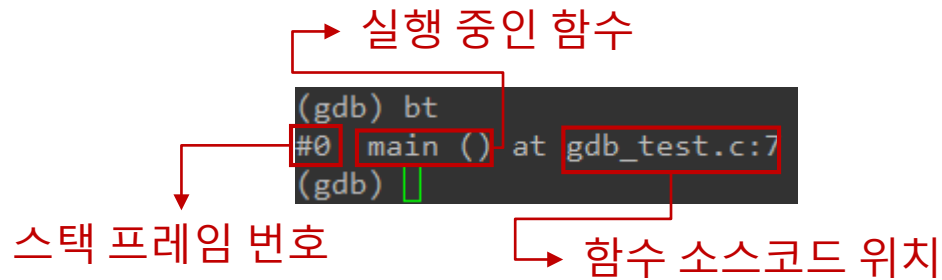 실행 중인 함수
(gdb) bt
#0 main () at gdb_test.c:7
(gdb)
스택 프레임 번호
함수 소스코드 위치